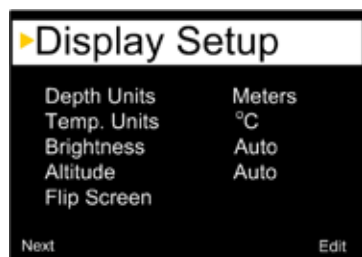 Display Setup
Depth Units Meters
Temp. Units °C
Brightness Auto
Altitude Auto
Flip Screen
Next Edit